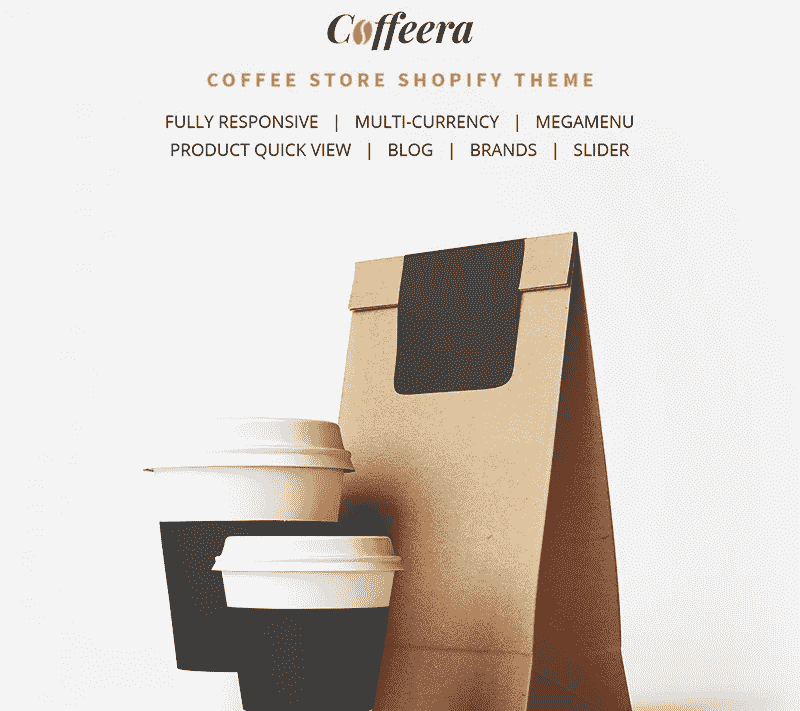 Coffeera
COFFEE STORE SHOPIFY THEME
FULLY RESPONSIVE | MULTI-CURRENCY | MEGAMENU
PRODUCT QUICK VIEW | BLOG | BRANDS | SLIDER